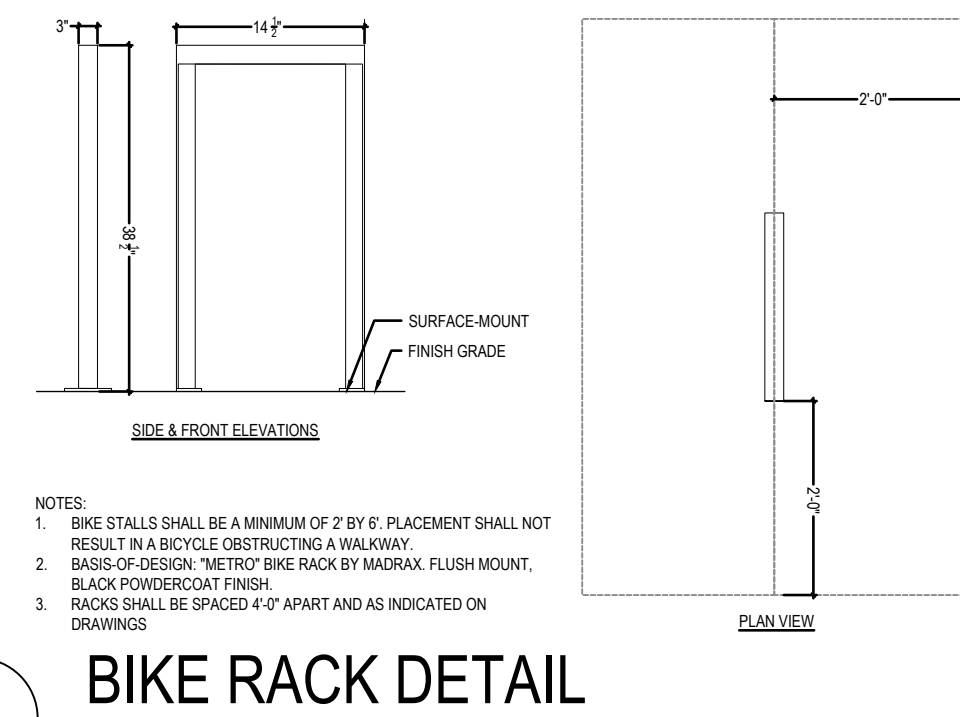 3"
14 1/2"
38 1/2"
SURFACE-MOUNT
FINISH GRADE
SIDE & FRONT ELEVATIONS
2'-0"
2'-0"
PLAN VIEW
NOTES:
1. BIKE STALLS SHALL BE A MINIMUM OF 2' BY 6'. PLACEMENT SHALL NOT
RESULT IN A BICYCLE OBSTRUCTING A WALKWAY.
2. BASIS-OF-DESIGN: "METRO" BIKE RACK BY MADRAX. FLUSH MOUNT,
BLACK POWDERCOAT FINISH.
3. RACKS SHALL BE SPACED 4'-0" APART AND AS INDICATED ON
DRAWINGS
BIKE RACK DETAIL